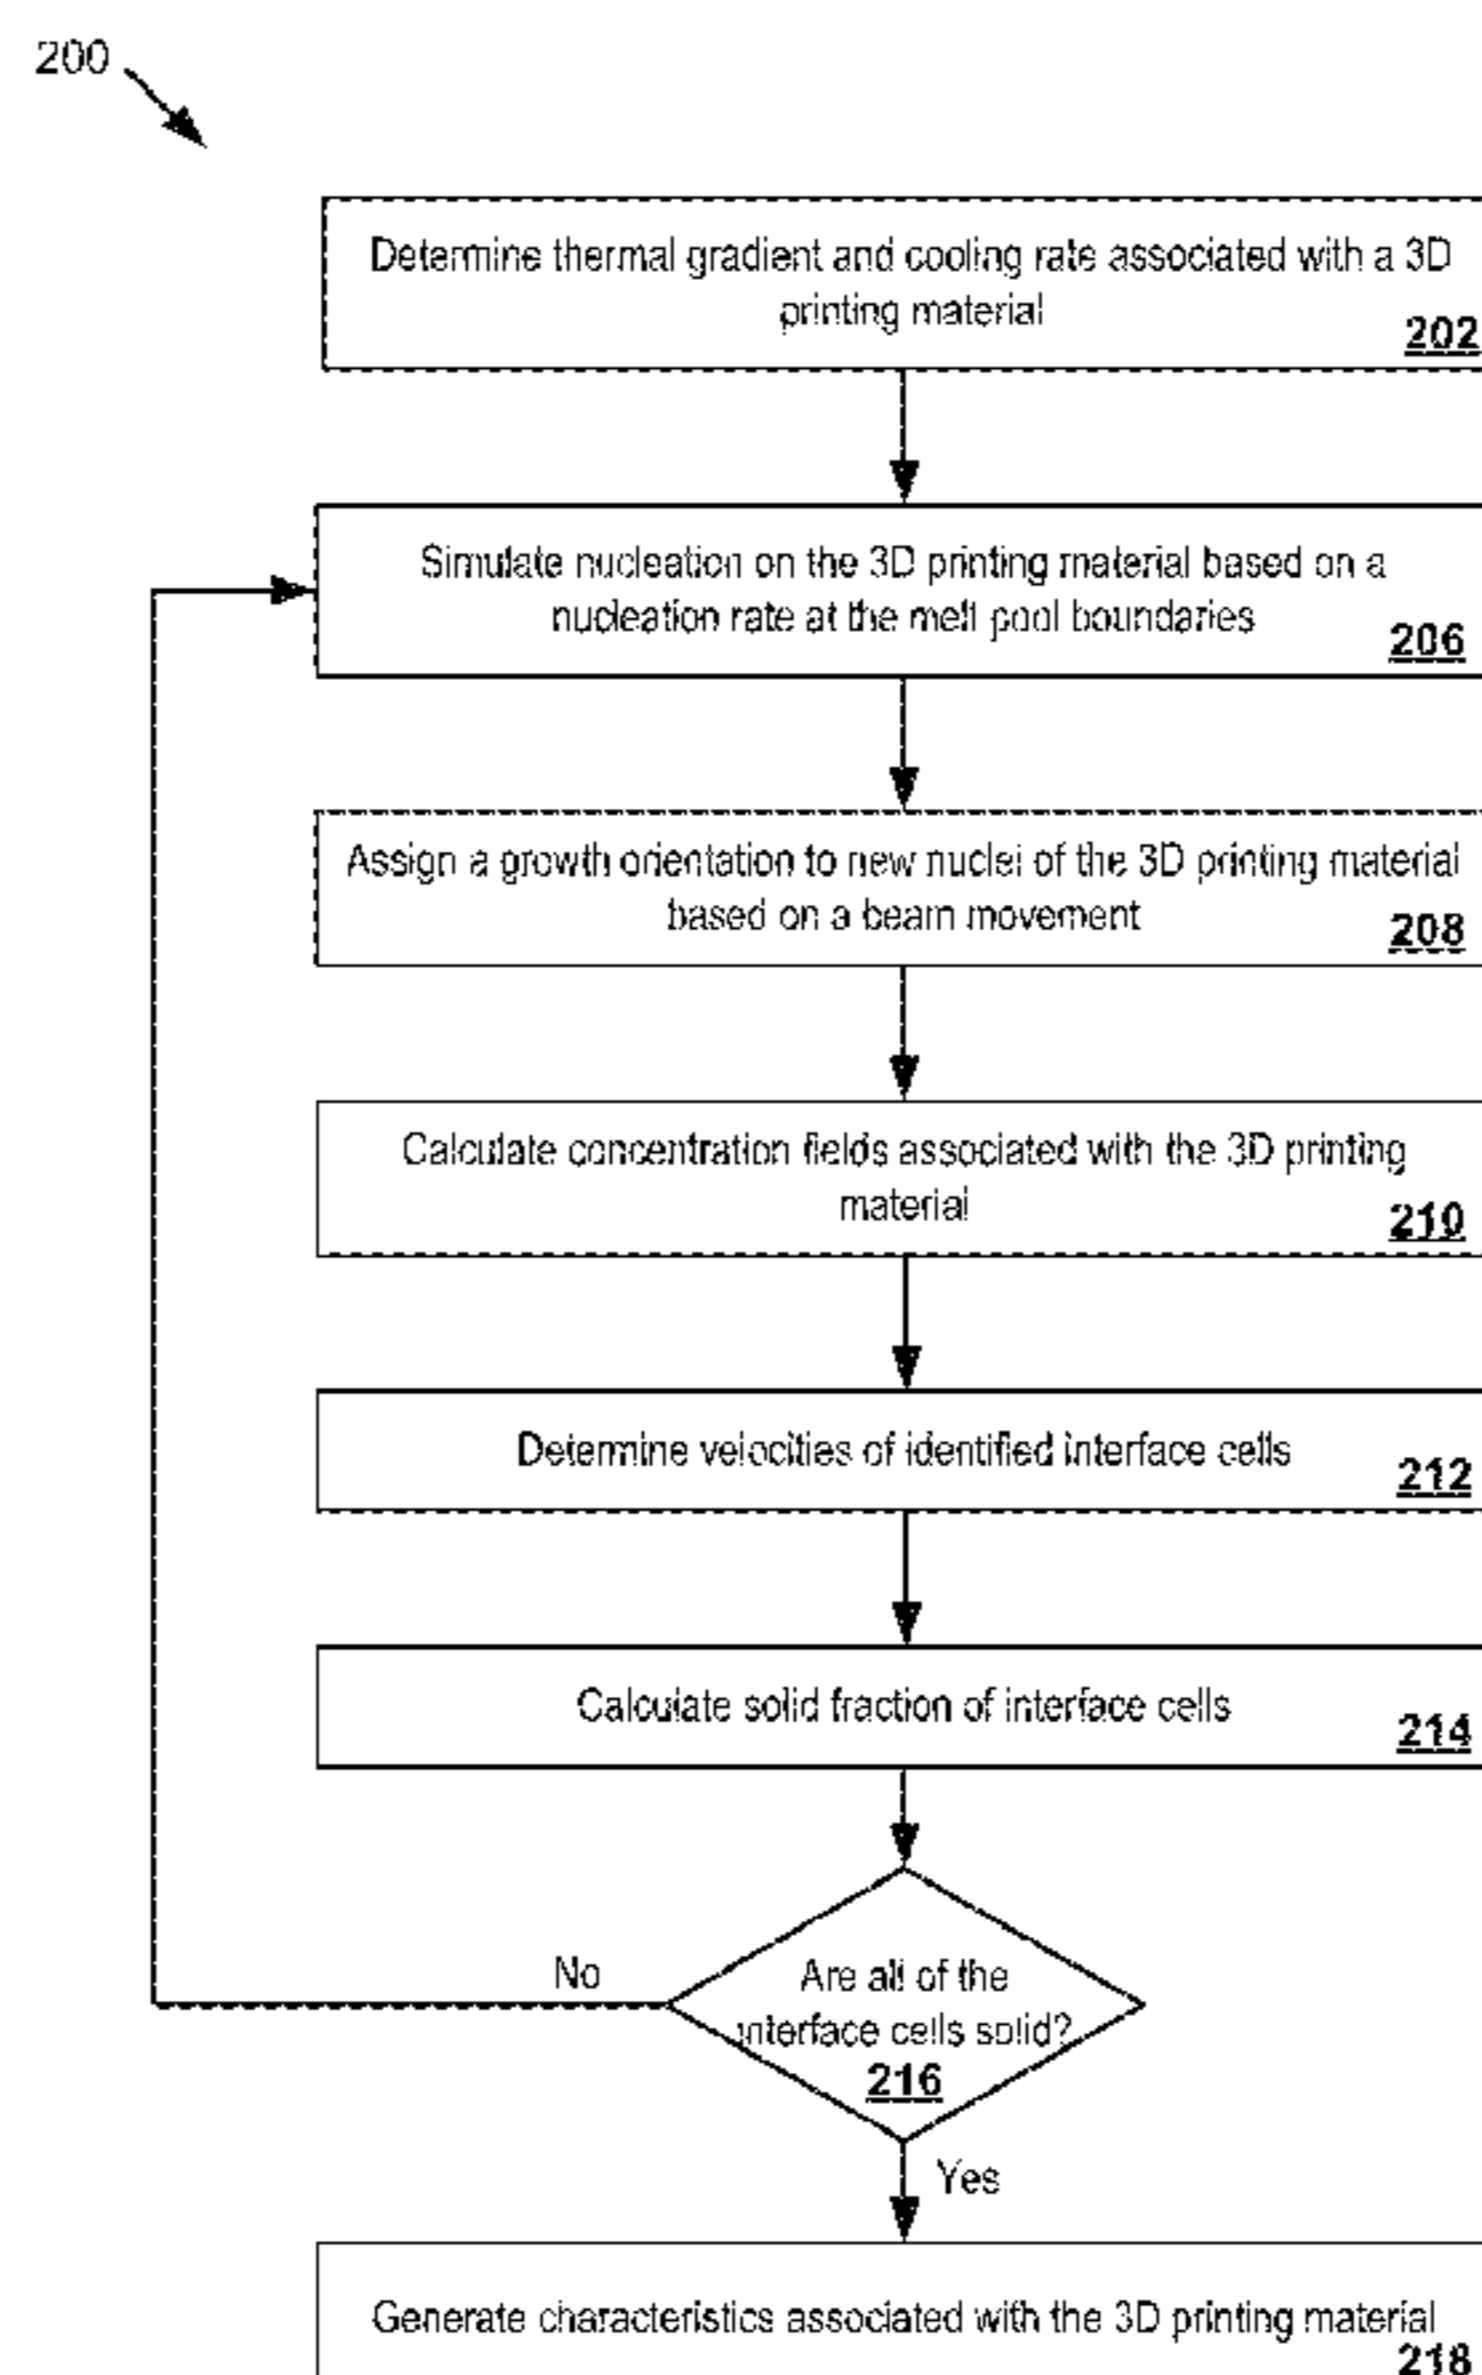 200
Determine thermal gradient and cooling rate associated with a 3D
printing material
202
Simulate nucleation on the 3D printing material based on a
nucleation rate at the melt pool boundaries
206
Assign a growth orientation to new nuclei of the 3D printing material
based on a beam movement
208
Calculate concentration fields associated with the 3D printing
material
210
Determine velocities of identified interface cells
212
Calculate solid fraction of interface cells
214
No
Are all of the
interface cells solid?
216
Yes
Generate characteristics associated with the 3D printing material
218